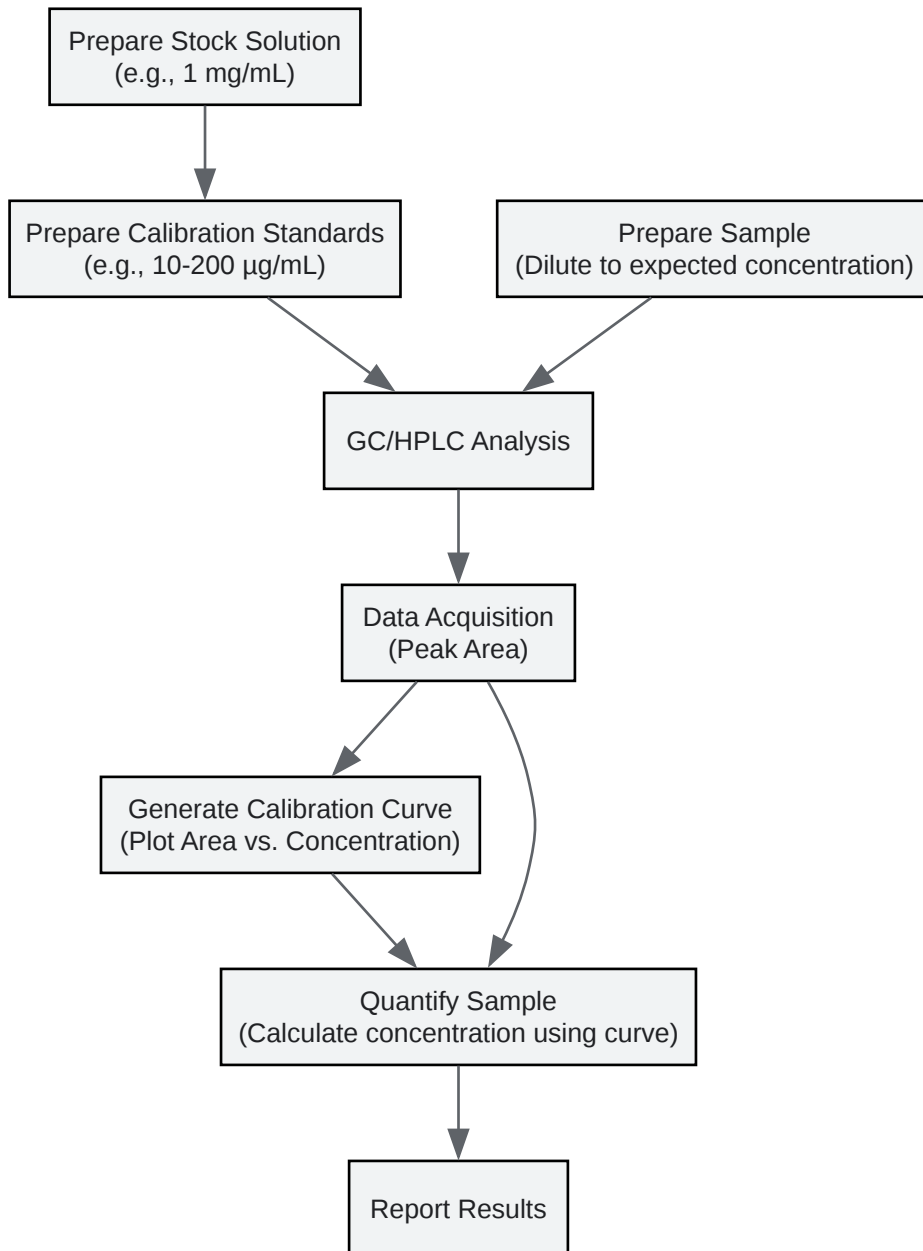 Prepare Stock Solution
(e.g., 1 mg/mL)
Prepare Calibration Standards
(e.g., 10-200 µg/mL)
Prepare Sample
(Dilute to expected concentration)
GC/HPLC Analysis
Data Acquisition
(Peak Area)
Generate Calibration Curve
(Plot Area vs. Concentration)
Quantify Sample
(Calculate concentration using curve)
Report Results